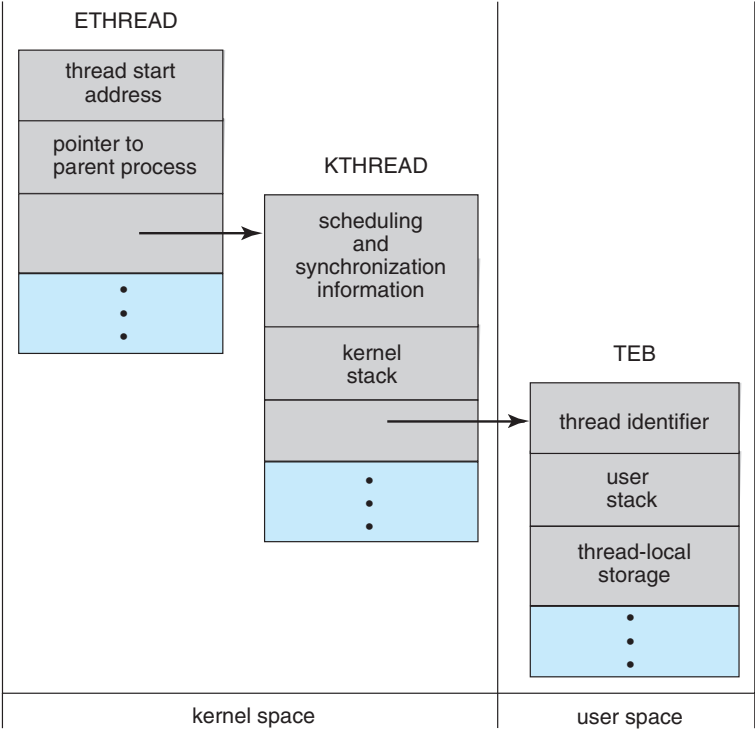 ETHREAD
thread start
address
pointer to
parent process
KTHREAD
scheduling
and
synchronization
information
kernel
stack
TEB
thread identifier
user
stack
thread-local
storage
kernel space
user space